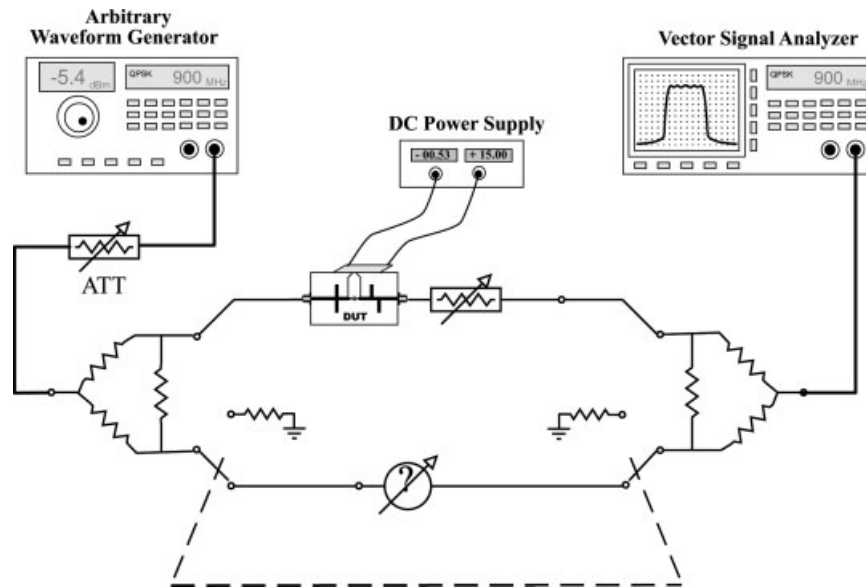 Arbitrary
Waveform Generator
-5.4 dBm
QPSK 900 MHz
Vector Signal Analyzer
QPSK 900 MHz
DC Power Supply
- 00.53 + 15.00
ATT
DUT
?